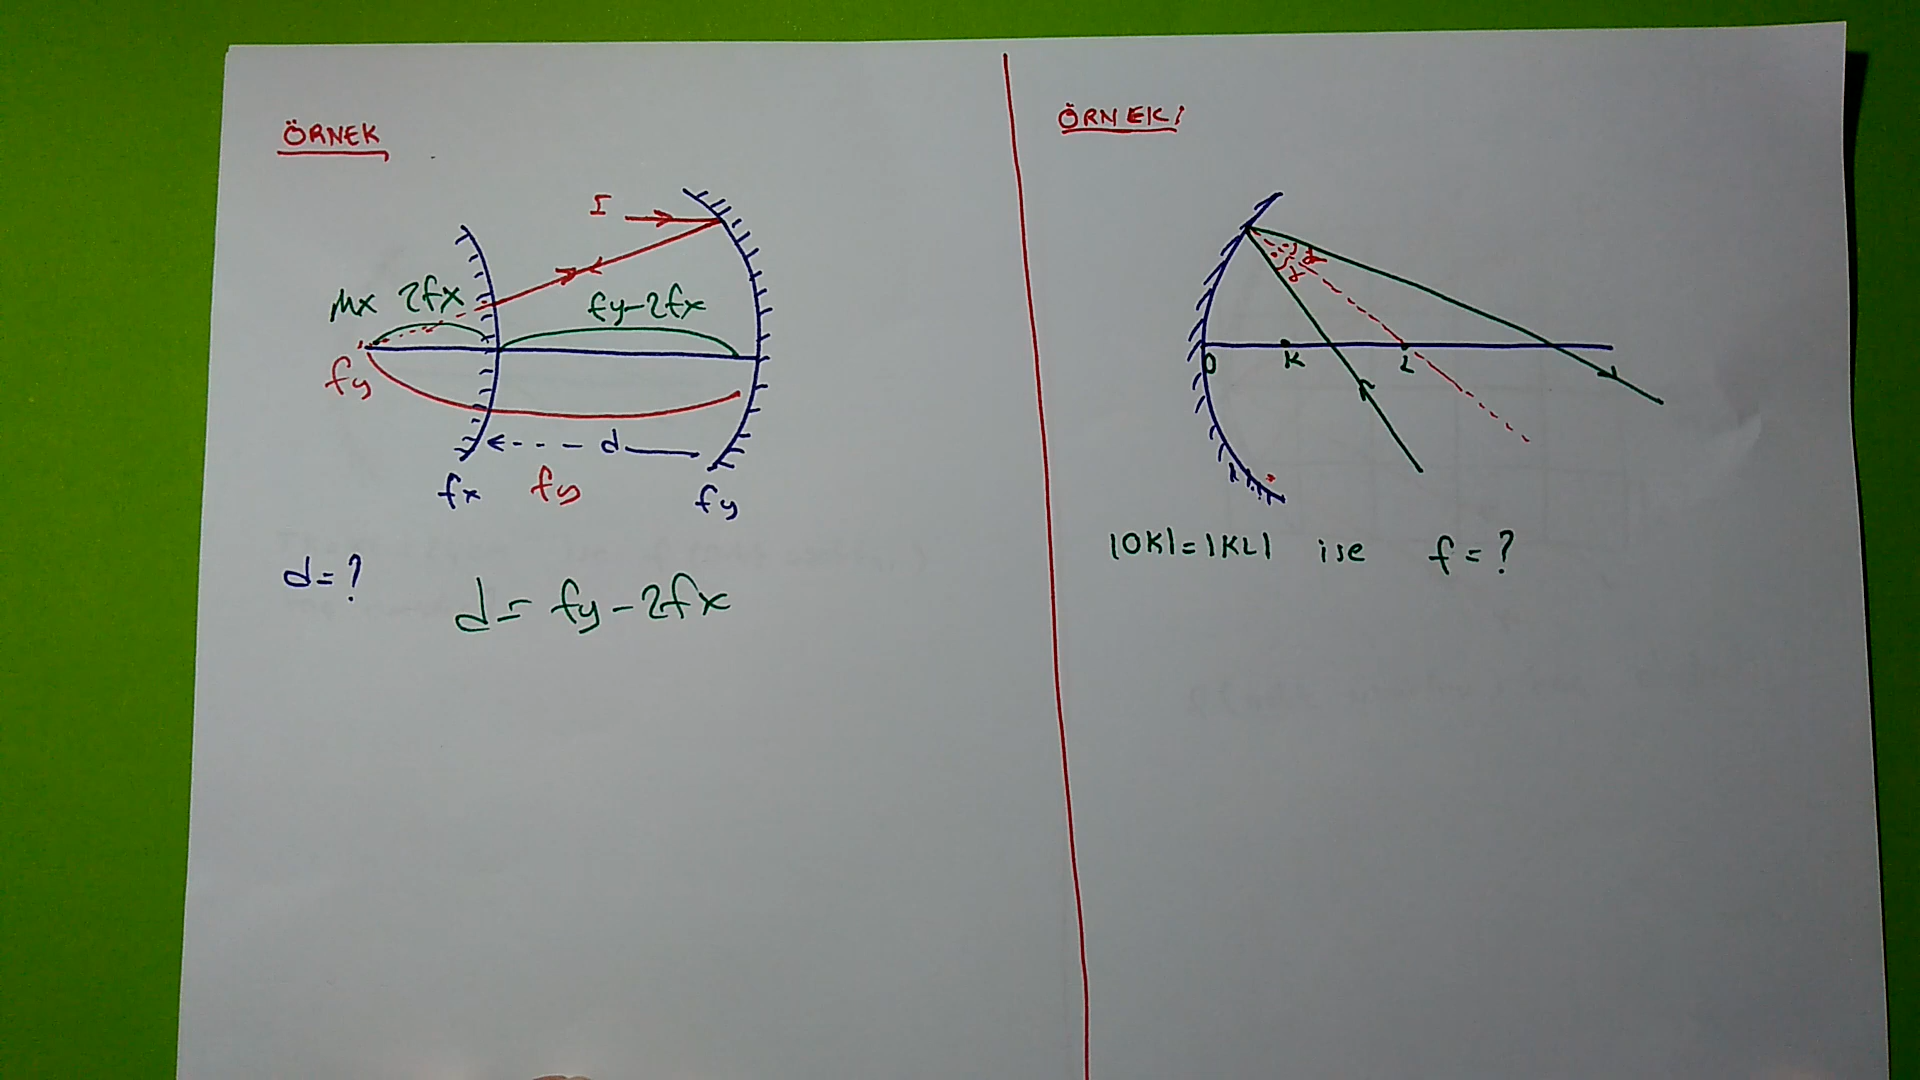 ÖRNEK
I
Mx 2fx
fy-2fx
fy
d
fx fy fy
d=?
d= fy-2fx
ÖRNEK:
α
α
O K L
|OK|=|KL| ise f=?